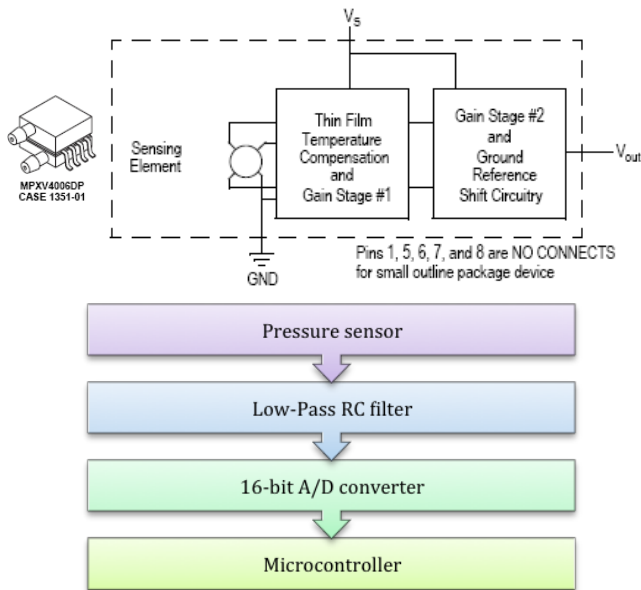 V_S
Thin Film
Temperature
Compensation
and
Gain Stage #1
Gain Stage #2
and
Ground
Reference
Shift Circuitry
V_out
Sensing
Element
MPXV4006DP
CASE 1351-01
GND
Pins 1, 5, 6, 7, and 8 are NO CONNECTS
for small outline package device
Pressure sensor
Low-Pass RC filter
16-bit A/D converter
Microcontroller